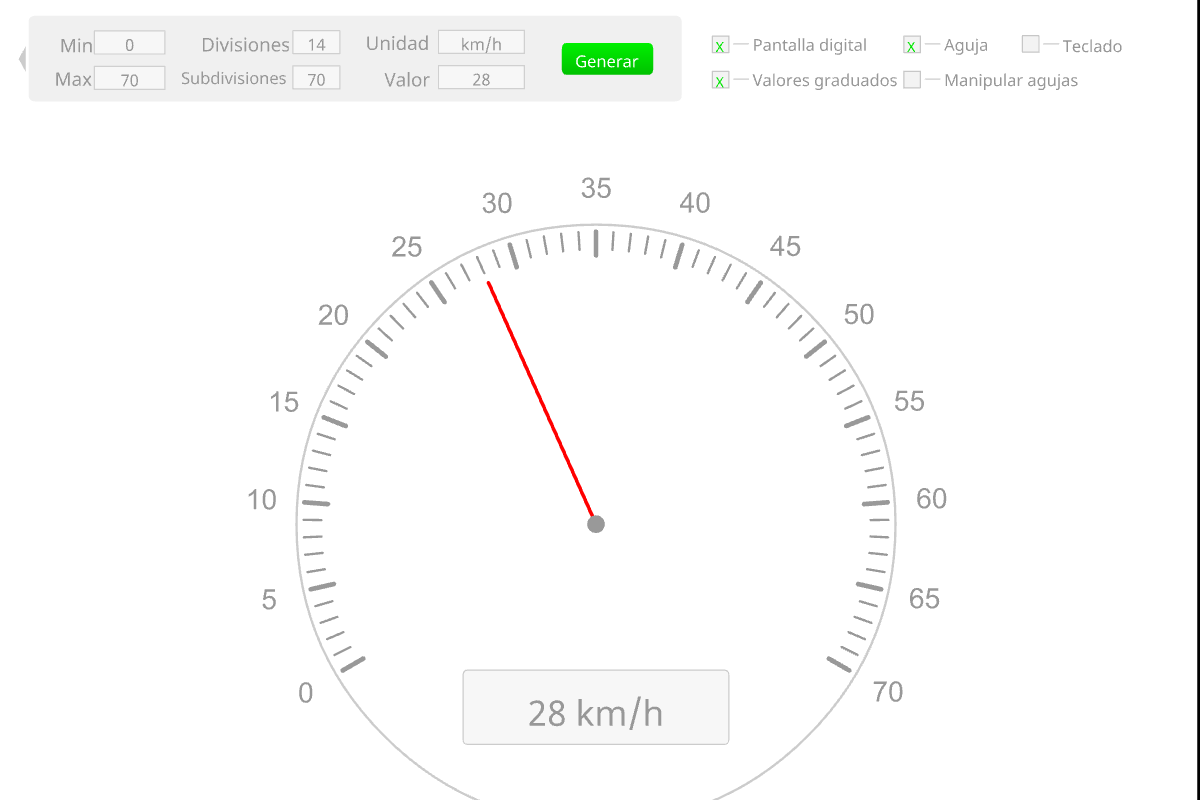 Min 0 Divisiones 14 Unidad km/h Generar
Max 70 Subdivisiones 70 Valor 28
x Pantalla digital x Aguja Teclado
x Valores graduados Manipular agujas
35
30 40
25 45
20 50
15 55
10 60
5 65
0 70
28 km/h